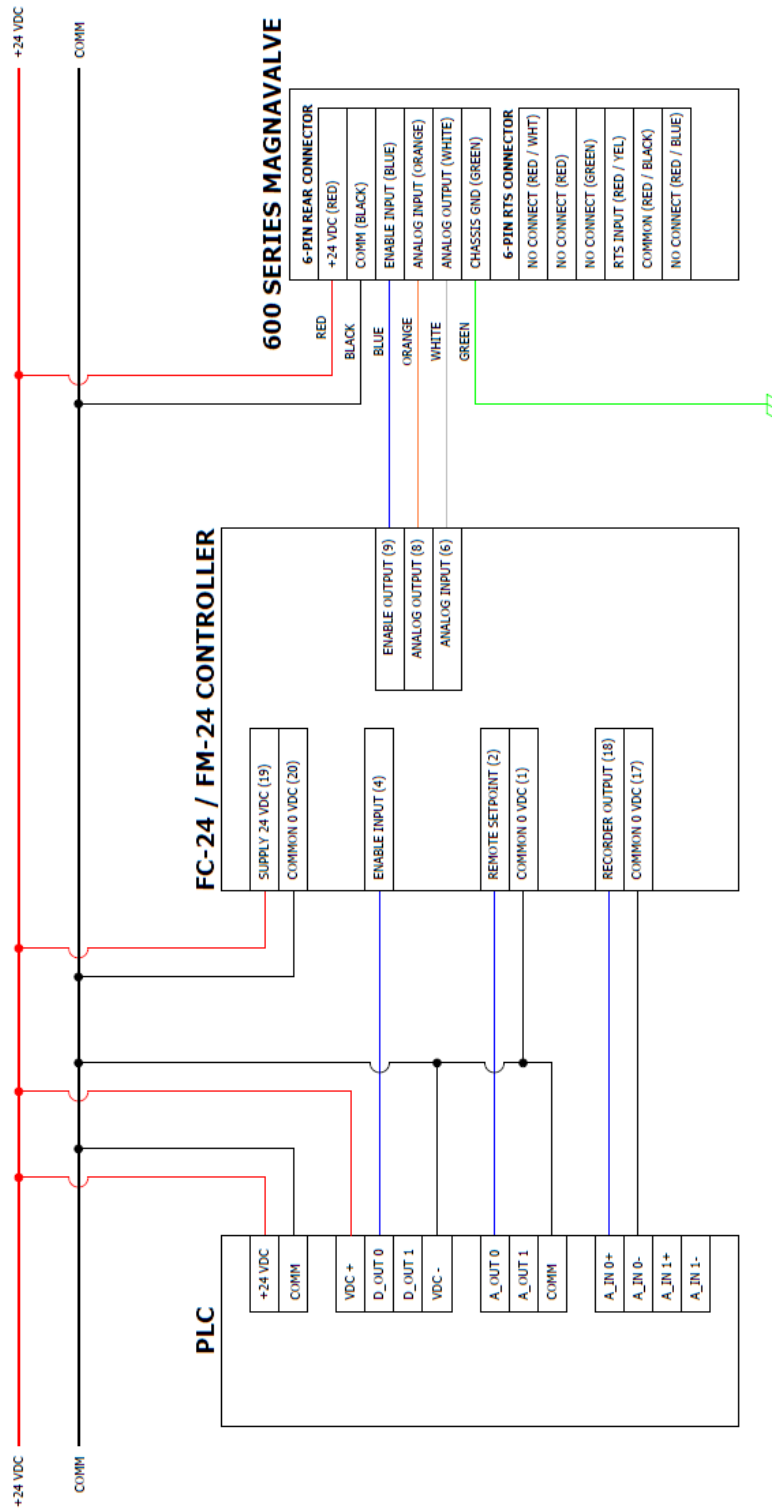 +24 VDC
+24 VDC
COMM
COMM
PLC
+24 VDC
COMM
VDC +
D_OUT 0
D_OUT 1
VDC -
A_OUT 0
A_OUT 1
COMM
A_IN 0+
A_IN 0-
A_IN 1+
A_IN 1-
FC-24 / FM-24 CONTROLLER
SUPPLY 24 VDC (19)
COMMON 0 VDC (20)
ENABLE INPUT (4)
REMOTE SETPOINT (2)
COMMON 0 VDC (1)
RECORDER OUTPUT (18)
COMMON 0 VDC (17)
ENABLE OUTPUT (9)
ANALOG OUTPUT (8)
ANALOG INPUT (6)
RED
BLACK
BLUE
ORANGE
WHITE
GREEN
600 SERIES MAGNAVALVE
6-PIN REAR CONNECTOR
+24 VDC (RED)
COMM (BLACK)
ENABLE INPUT (BLUE)
ANALOG INPUT (ORANGE)
ANALOG OUTPUT (WHITE)
CHASSIS GND (GREEN)
6-PIN RTS CONNECTOR
NO CONNECT (RED / WHT)
NO CONNECT (RED)
NO CONNECT (GREEN)
RTS INPUT (RED / YEL)
COMMON (RED / BLACK)
NO CONNECT (RED / BLUE)